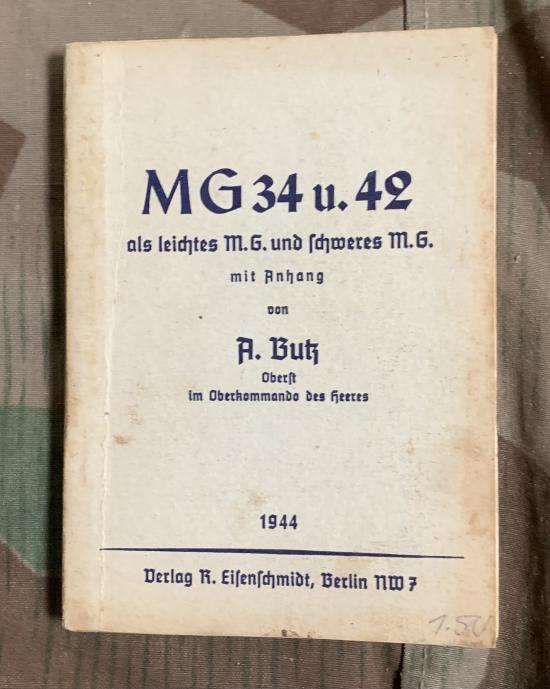 MG 34 u. 42
als leichtes M.G. und schweres M.G.
mit Anhang
von
A. Butz
Oberst
im Oberkommando des Heeres
1944
Verlag R. Eisenschmidt, Berlin NW 7